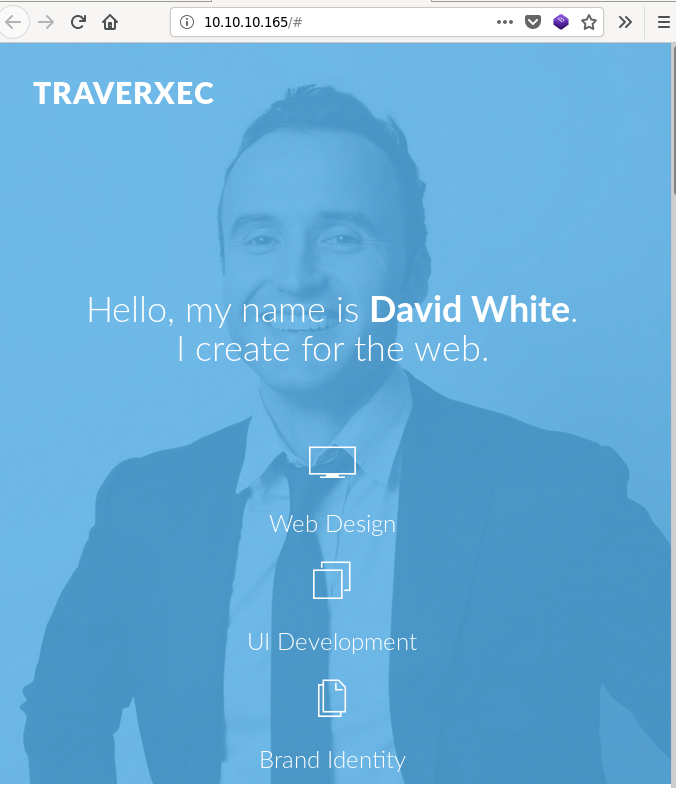 10.10.10.165/#
TRAVERXEC
Hello, my name is David White.
I create for the web.
Web Design
UI Development
Brand Identity